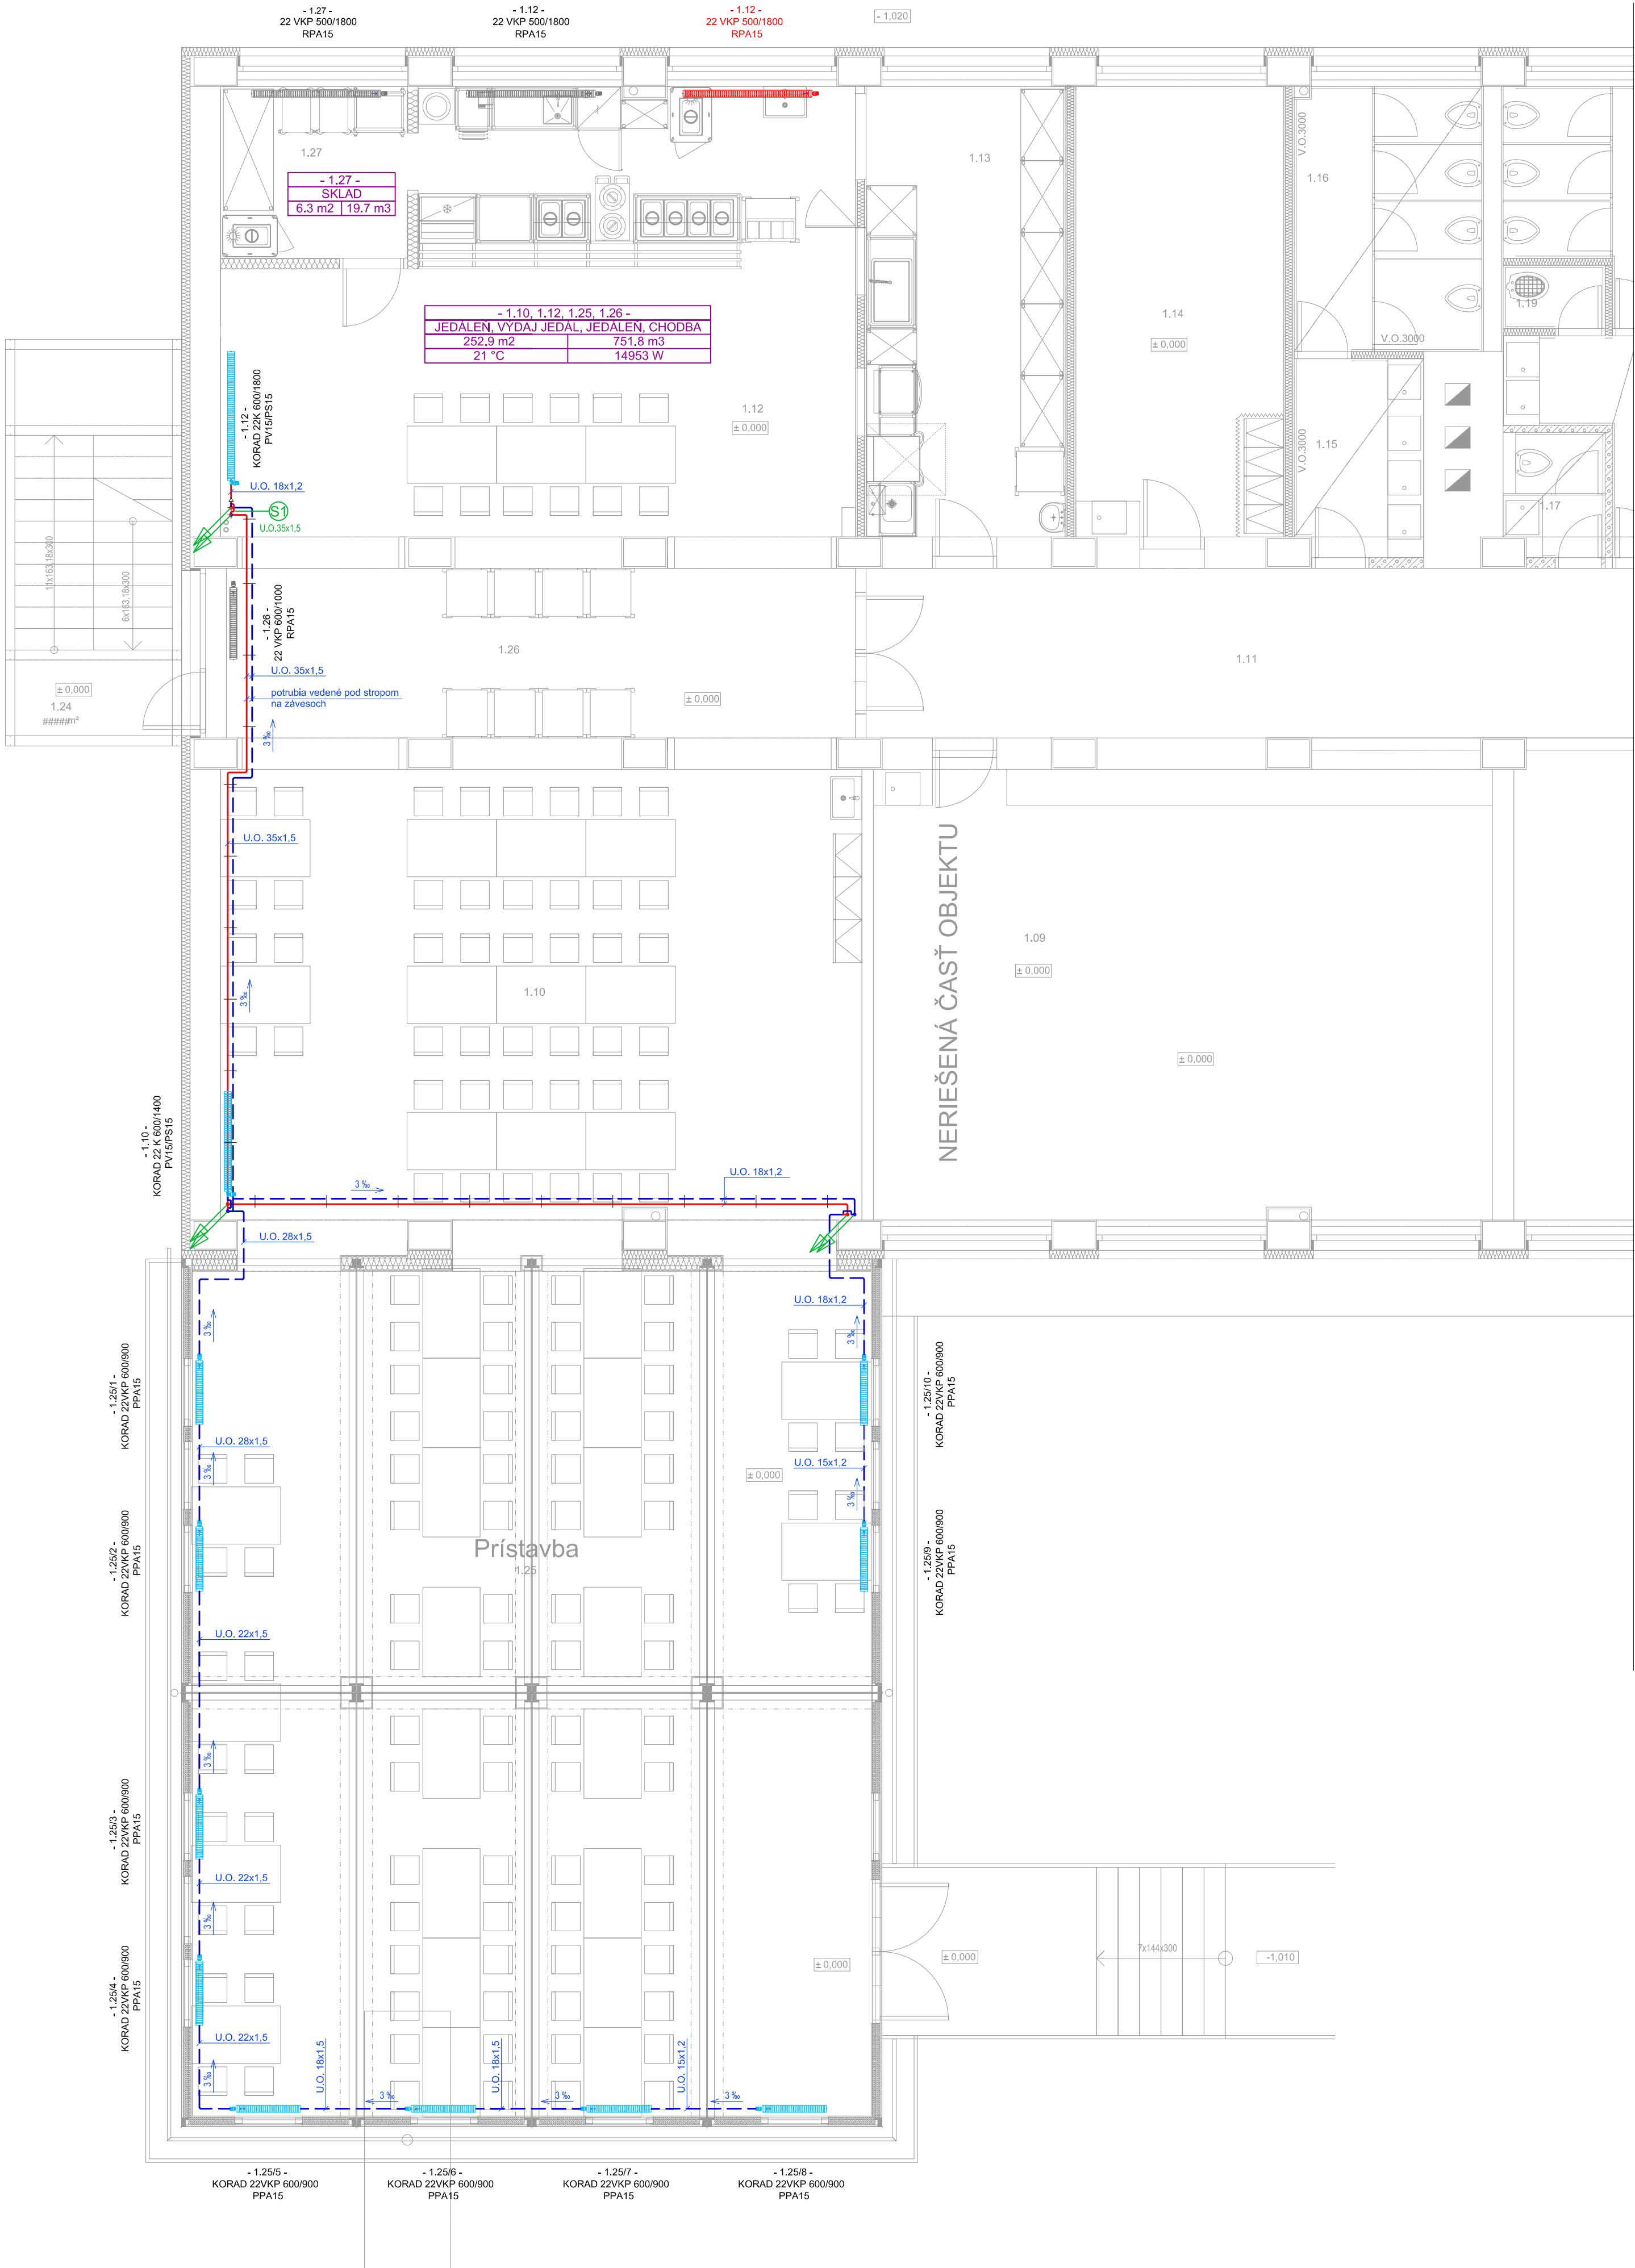 - 1.27 -
22 VKP 500/1800
RPA15
- 1.12 -
22 VKP 500/1800
RPA15
- 1.12 -
22 VKP 500/1800
RPA15
- 1.020
1.27
- 1.27 -
SKLAD
6.3 m2 19.7 m3
1.13
1.16
V.O.3000
1.19
- 1.10, 1.12, 1.25, 1.26 -
JEDÁLEŇ, VÝDAJ JEDÁL, JEDÁLEŇ, CHODBA
252.9 m2 751.8 m3
21 °C 14953 W
1.14
± 0,000
V.O.3000
1.12
± 0,000
- 1.12 -
KORAD 22K 600/1800
PV15/PS15
1.15
V.O.3000
U.O. 18x1,2
S1
U.O.35x1,5
1.17
11x163,18x300
6x163,18x300
- 1.26 -
22 VKP 600/1000
RPA15
1.26
1.11
U.O. 35x1,5
potrubia vedené pod stropom
na závesoch
± 0,000
1.24
#####m²
± 0,000
3 ‰
U.O. 35x1,5
NERIEŠENÁ ČASŤ OBJEKTU
1.09
± 0,000
1.10
3 ‰
± 0,000
- 1.10 -
KORAD 22 K 600/1400
PV15/PS15
3 ‰
U.O. 18x1,2
U.O. 28x1,5
U.O. 18x1,2
3 ‰
3 ‰
- 1.25/1 -
KORAD 22VKP 600/900
PPA15
- 1.25/10 -
KORAD 22VKP 600/900
PPA15
U.O. 28x1,5
3 ‰
U.O. 15x1,2
3 ‰
± 0,000
- 1.25/2 -
KORAD 22VKP 600/900
PPA15
Prístavba
1.25
- 1.25/9 -
KORAD 22VKP 600/900
PPA15
U.O. 22x1,5
3 ‰
- 1.25/3 -
KORAD 22VKP 600/900
PPA15
U.O. 22x1,5
3 ‰
- 1.25/4 -
KORAD 22VKP 600/900
PPA15
± 0,000
± 0,000
7x144x300
-1,010
U.O. 22x1,5
3 ‰
U.O. 18x1,5
3 ‰
U.O. 18x1,5
3 ‰
U.O. 15x1,2
3 ‰
- 1.25/5 -
KORAD 22VKP 600/900
PPA15
- 1.25/6 -
KORAD 22VKP 600/900
PPA15
- 1.25/7 -
KORAD 22VKP 600/900
PPA15
- 1.25/8 -
KORAD 22VKP 600/900
PPA15